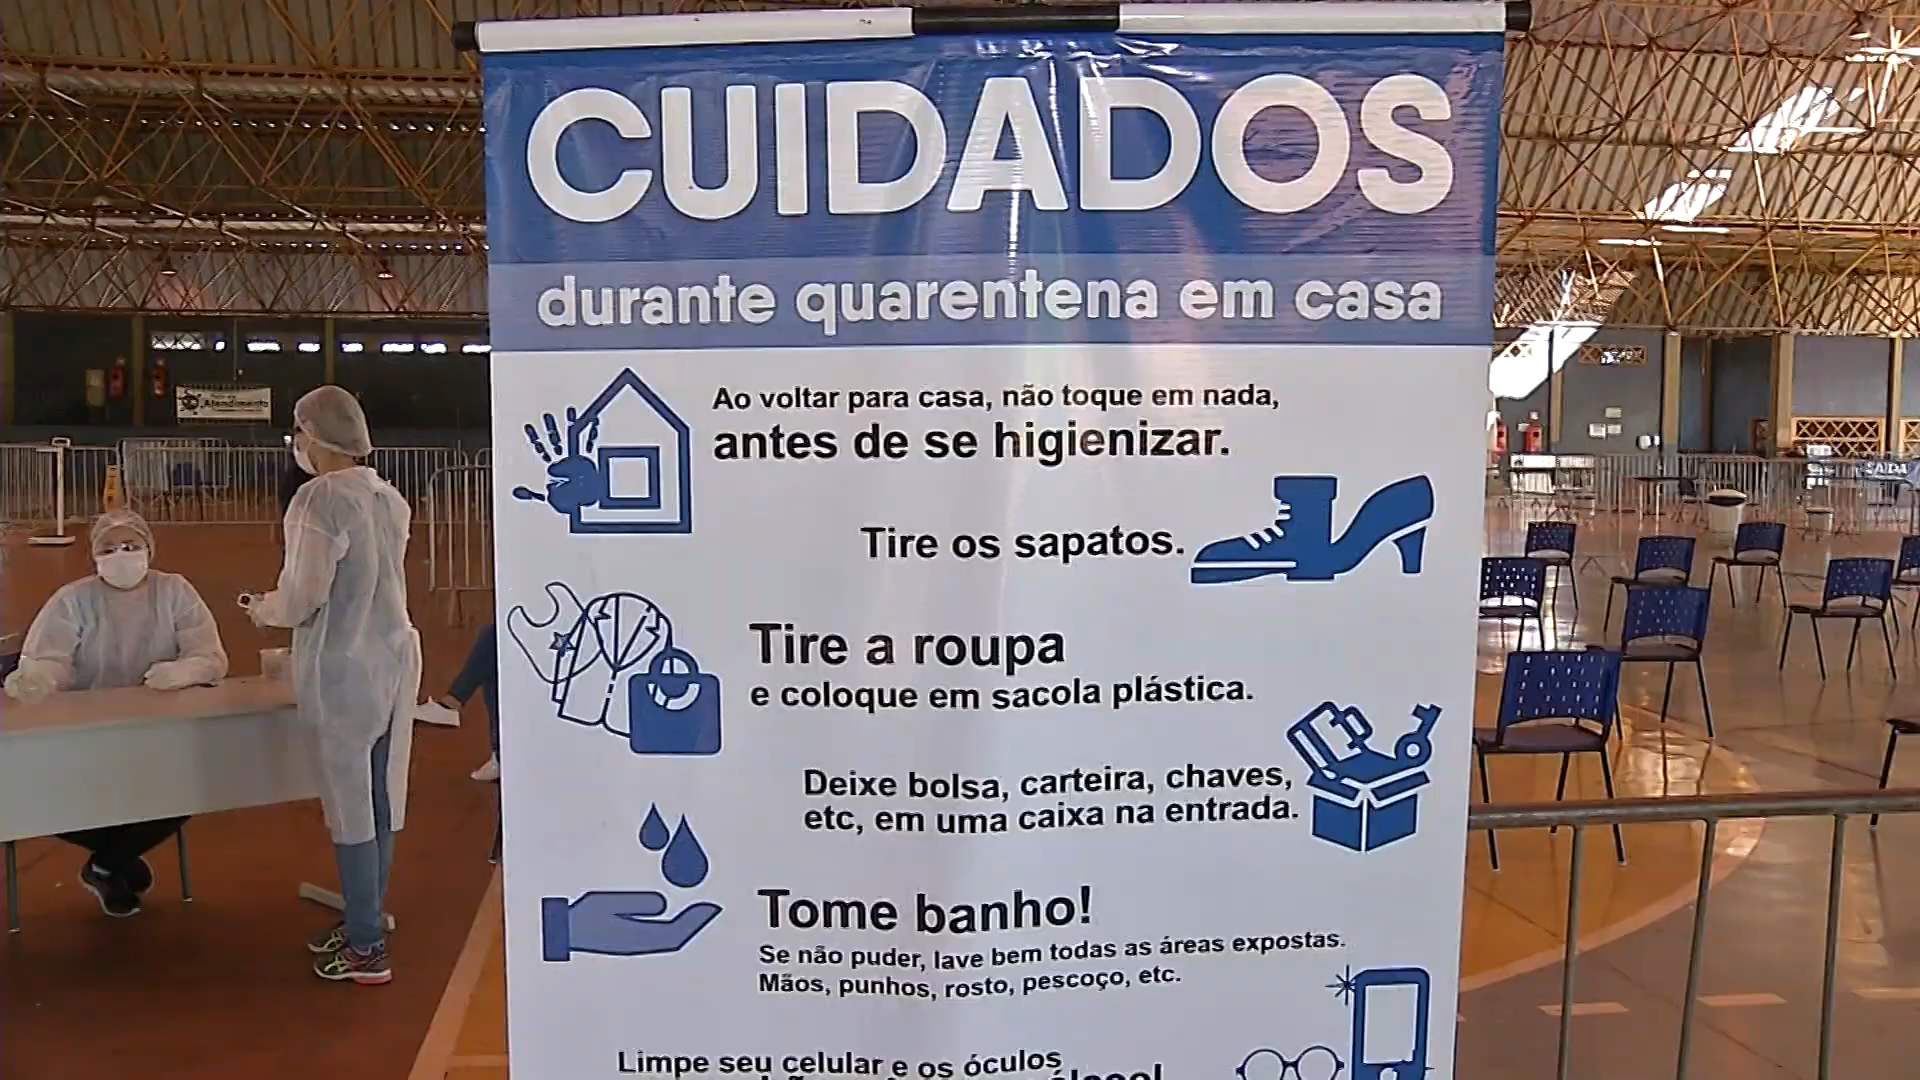 CUIDADOS
durante quarentena em casa
Ao voltar para casa, não toque em nada,
antes de se higienizar.
Tire os sapatos.
Tire a roupa
e coloque em sacola plástica.
Deixe bolsa, carteira, chaves,
etc, em uma caixa na entrada.
Tome banho!
Se não puder, lave bem todas as áreas expostas.
Mãos, punhos, rosto, pescoço, etc.
Limpe seu celular e os óculos
Atendimento
SAÍDA